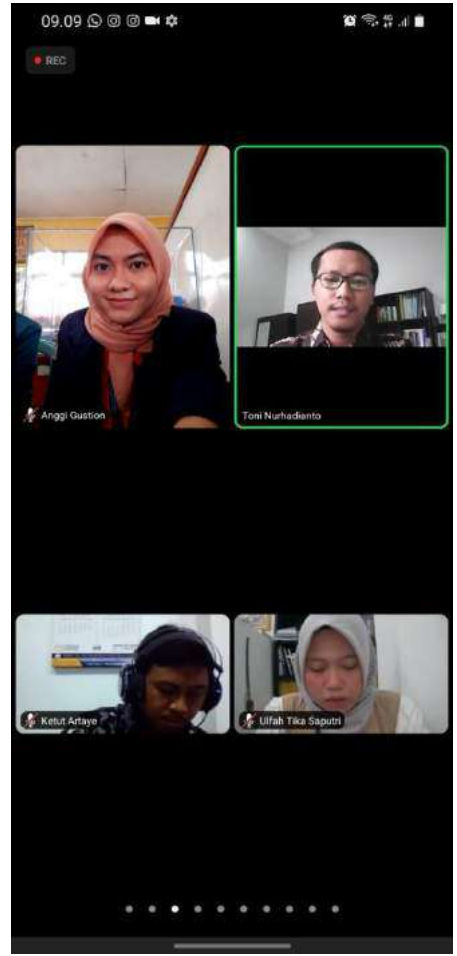 09.09
REC
Anggi Gustion
Toni Nurhadianto
Ketut Artaye
Ulfah Tika Saputri